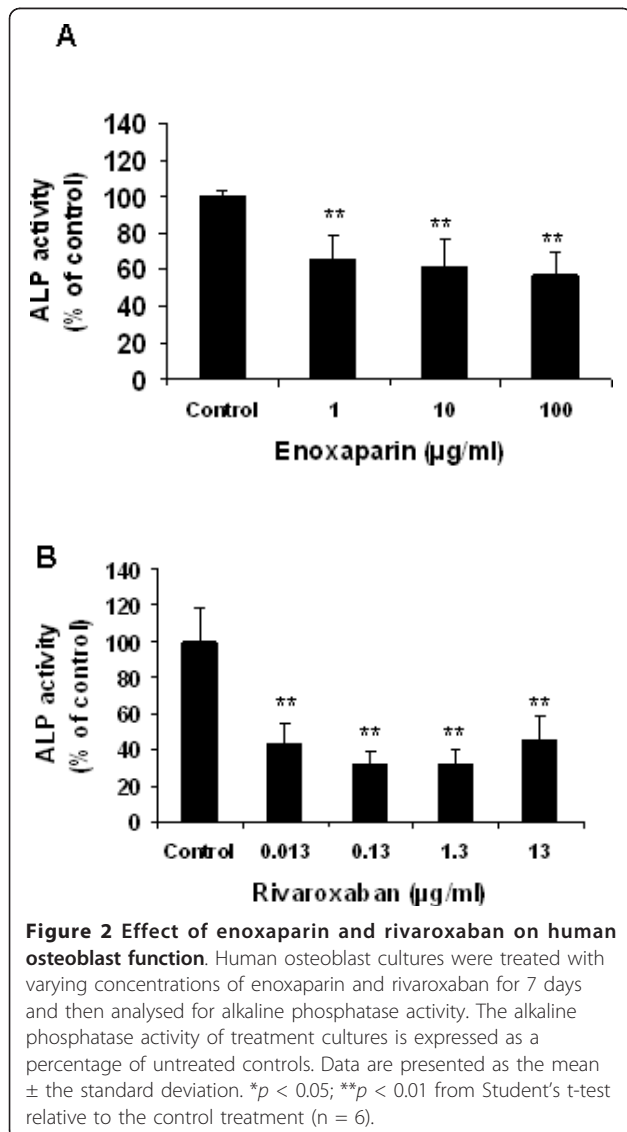 A
140
120
100
80
60
40
20
0
ALP activity
(% of control)
** ** **
Control 1 10 100
Enoxaparin (µg/ml)
B
140
120
100
80
60
40
20
0
ALP activity
(% of control)
** ** ** **
Control 0.013 0.13 1.3 13
Rivaroxaban (µg/ml)
Figure 2 Effect of enoxaparin and rivaroxaban on human
osteoblast function. Human osteoblast cultures were treated with
varying concentrations of enoxaparin and rivaroxaban for 7 days
and then analysed for alkaline phosphatase activity. The alkaline
phosphatase activity of treatment cultures is expressed as a
percentage of untreated controls. Data are presented as the mean
± the standard deviation. *p < 0.05; **p < 0.01 from Student's t-test
relative to the control treatment (n = 6).